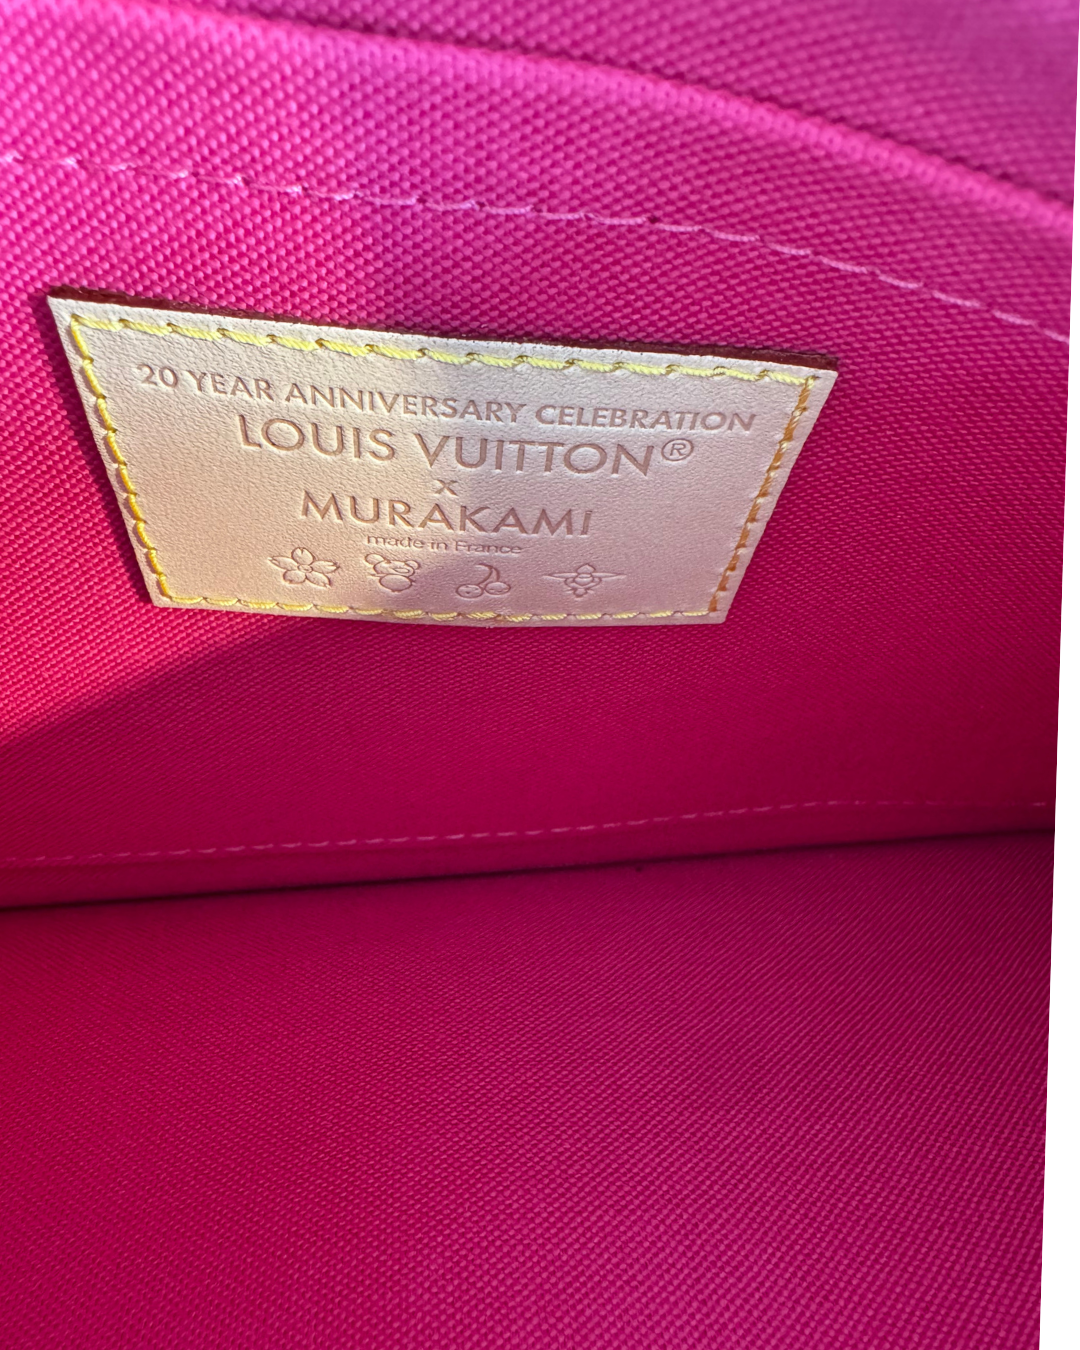 20 YEAR ANNIVERSARY CELEBRATION
LOUIS VUITTON®
x
MURAKAMI
made in France